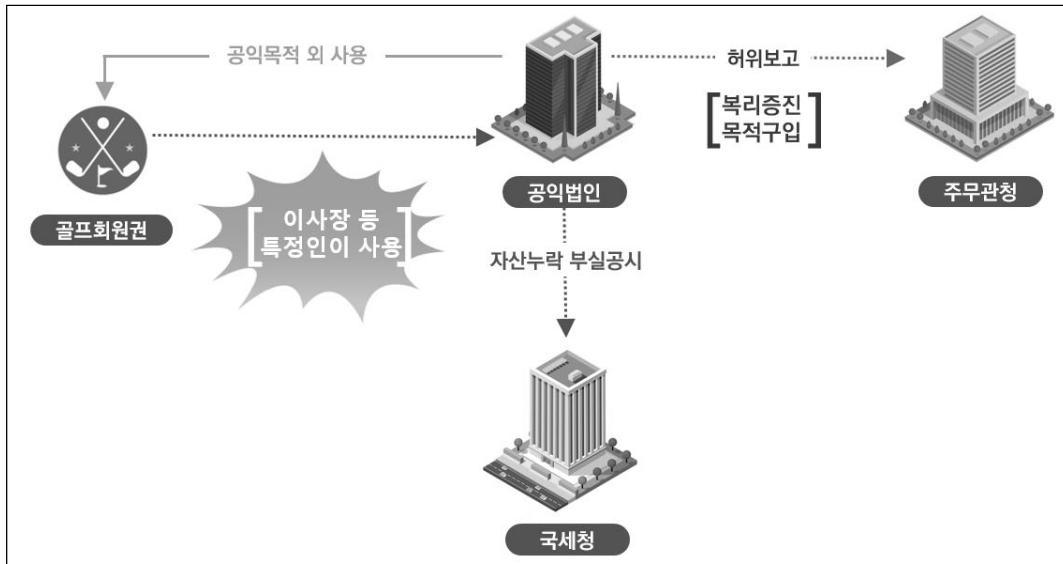 공익목적 외 사용
허위보고
[복리증진
목적구입]
공익법인
주무관청
골프회원권
[이사장 등
특정인이 사용]
자산누락 부실공시
국세청